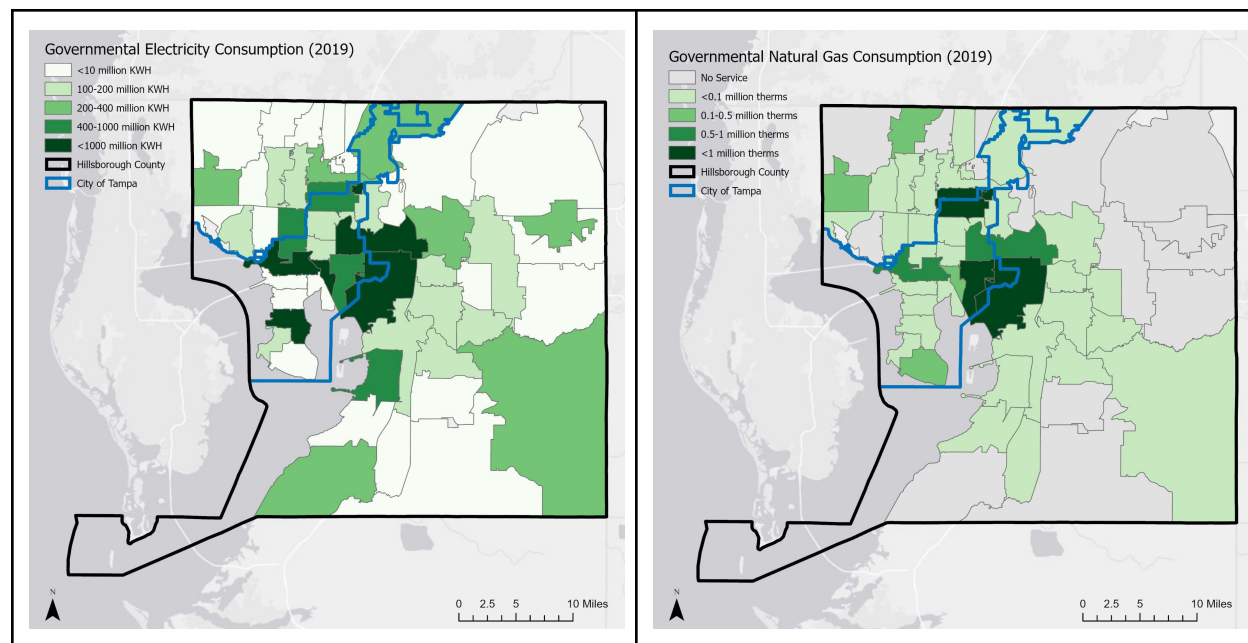 Governmental Electricity Consumption (2019)
<10 million KWH
100-200 million KWH
200-400 million KWH
400-1000 million KWH
<1000 million KWH
Hillsborough County
City of Tampa
N
0 2.5 5 10 Miles
Governmental Natural Gas Consumption (2019)
No Service
<0.1 million therms
0.1-0.5 million therms
0.5-1 million therms
<1 million therms
Hillsborough County
City of Tampa
N
0 2.5 5 10 Miles